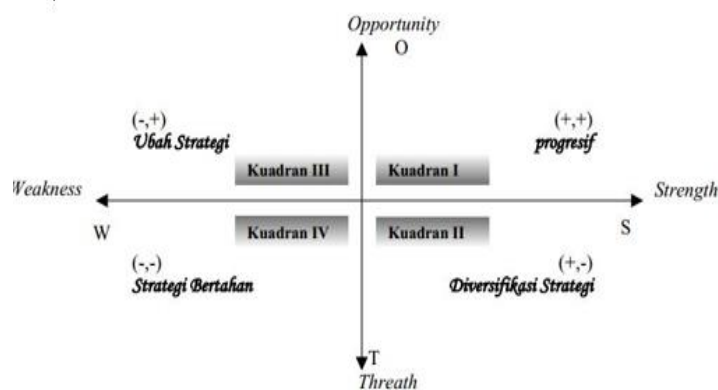 Opportunity
O
(-,+)
Ubah Strategi
(+,+)
progresif
Kuadran III
Kuadran I
Weakness
Strength
W
Kuadran IV
Kuadran II
S
(-,-)
Strategi Bertahan
(+,-)
Diversifikasi Strategi
T
Threath